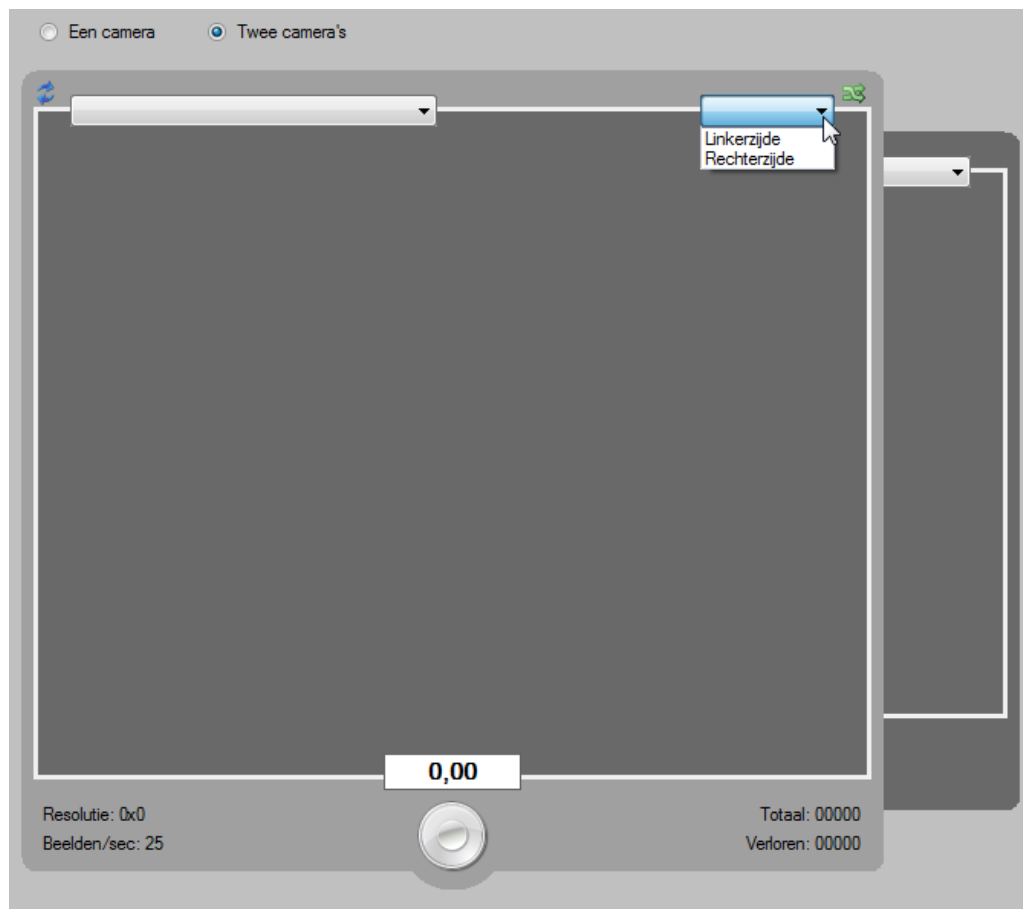 Een camera Twee camera's
Linkerzijde
Rechterzijde
0,00
Resolutie: 0x0 Totaal: 00000
Beelden/sec: 25 Verloren: 00000